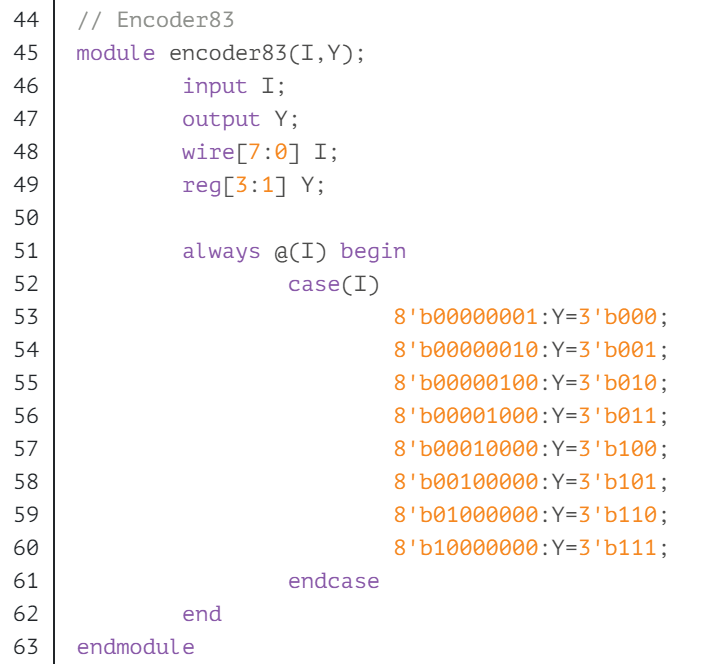 44 // Encoder83
45 module encoder83(I,Y);
46 input I;
47 output Y;
48 wire[7:0] I;
49 reg[3:1] Y;
50
51 always @(I) begin
52 case(I)
53 8'b00000001:Y=3'b000;
54 8'b00000010:Y=3'b001;
55 8'b00000100:Y=3'b010;
56 8'b00001000:Y=3'b011;
57 8'b00010000:Y=3'b100;
58 8'b00100000:Y=3'b101;
59 8'b01000000:Y=3'b110;
60 8'b10000000:Y=3'b111;
61 endcase
62 end
63 endmodule